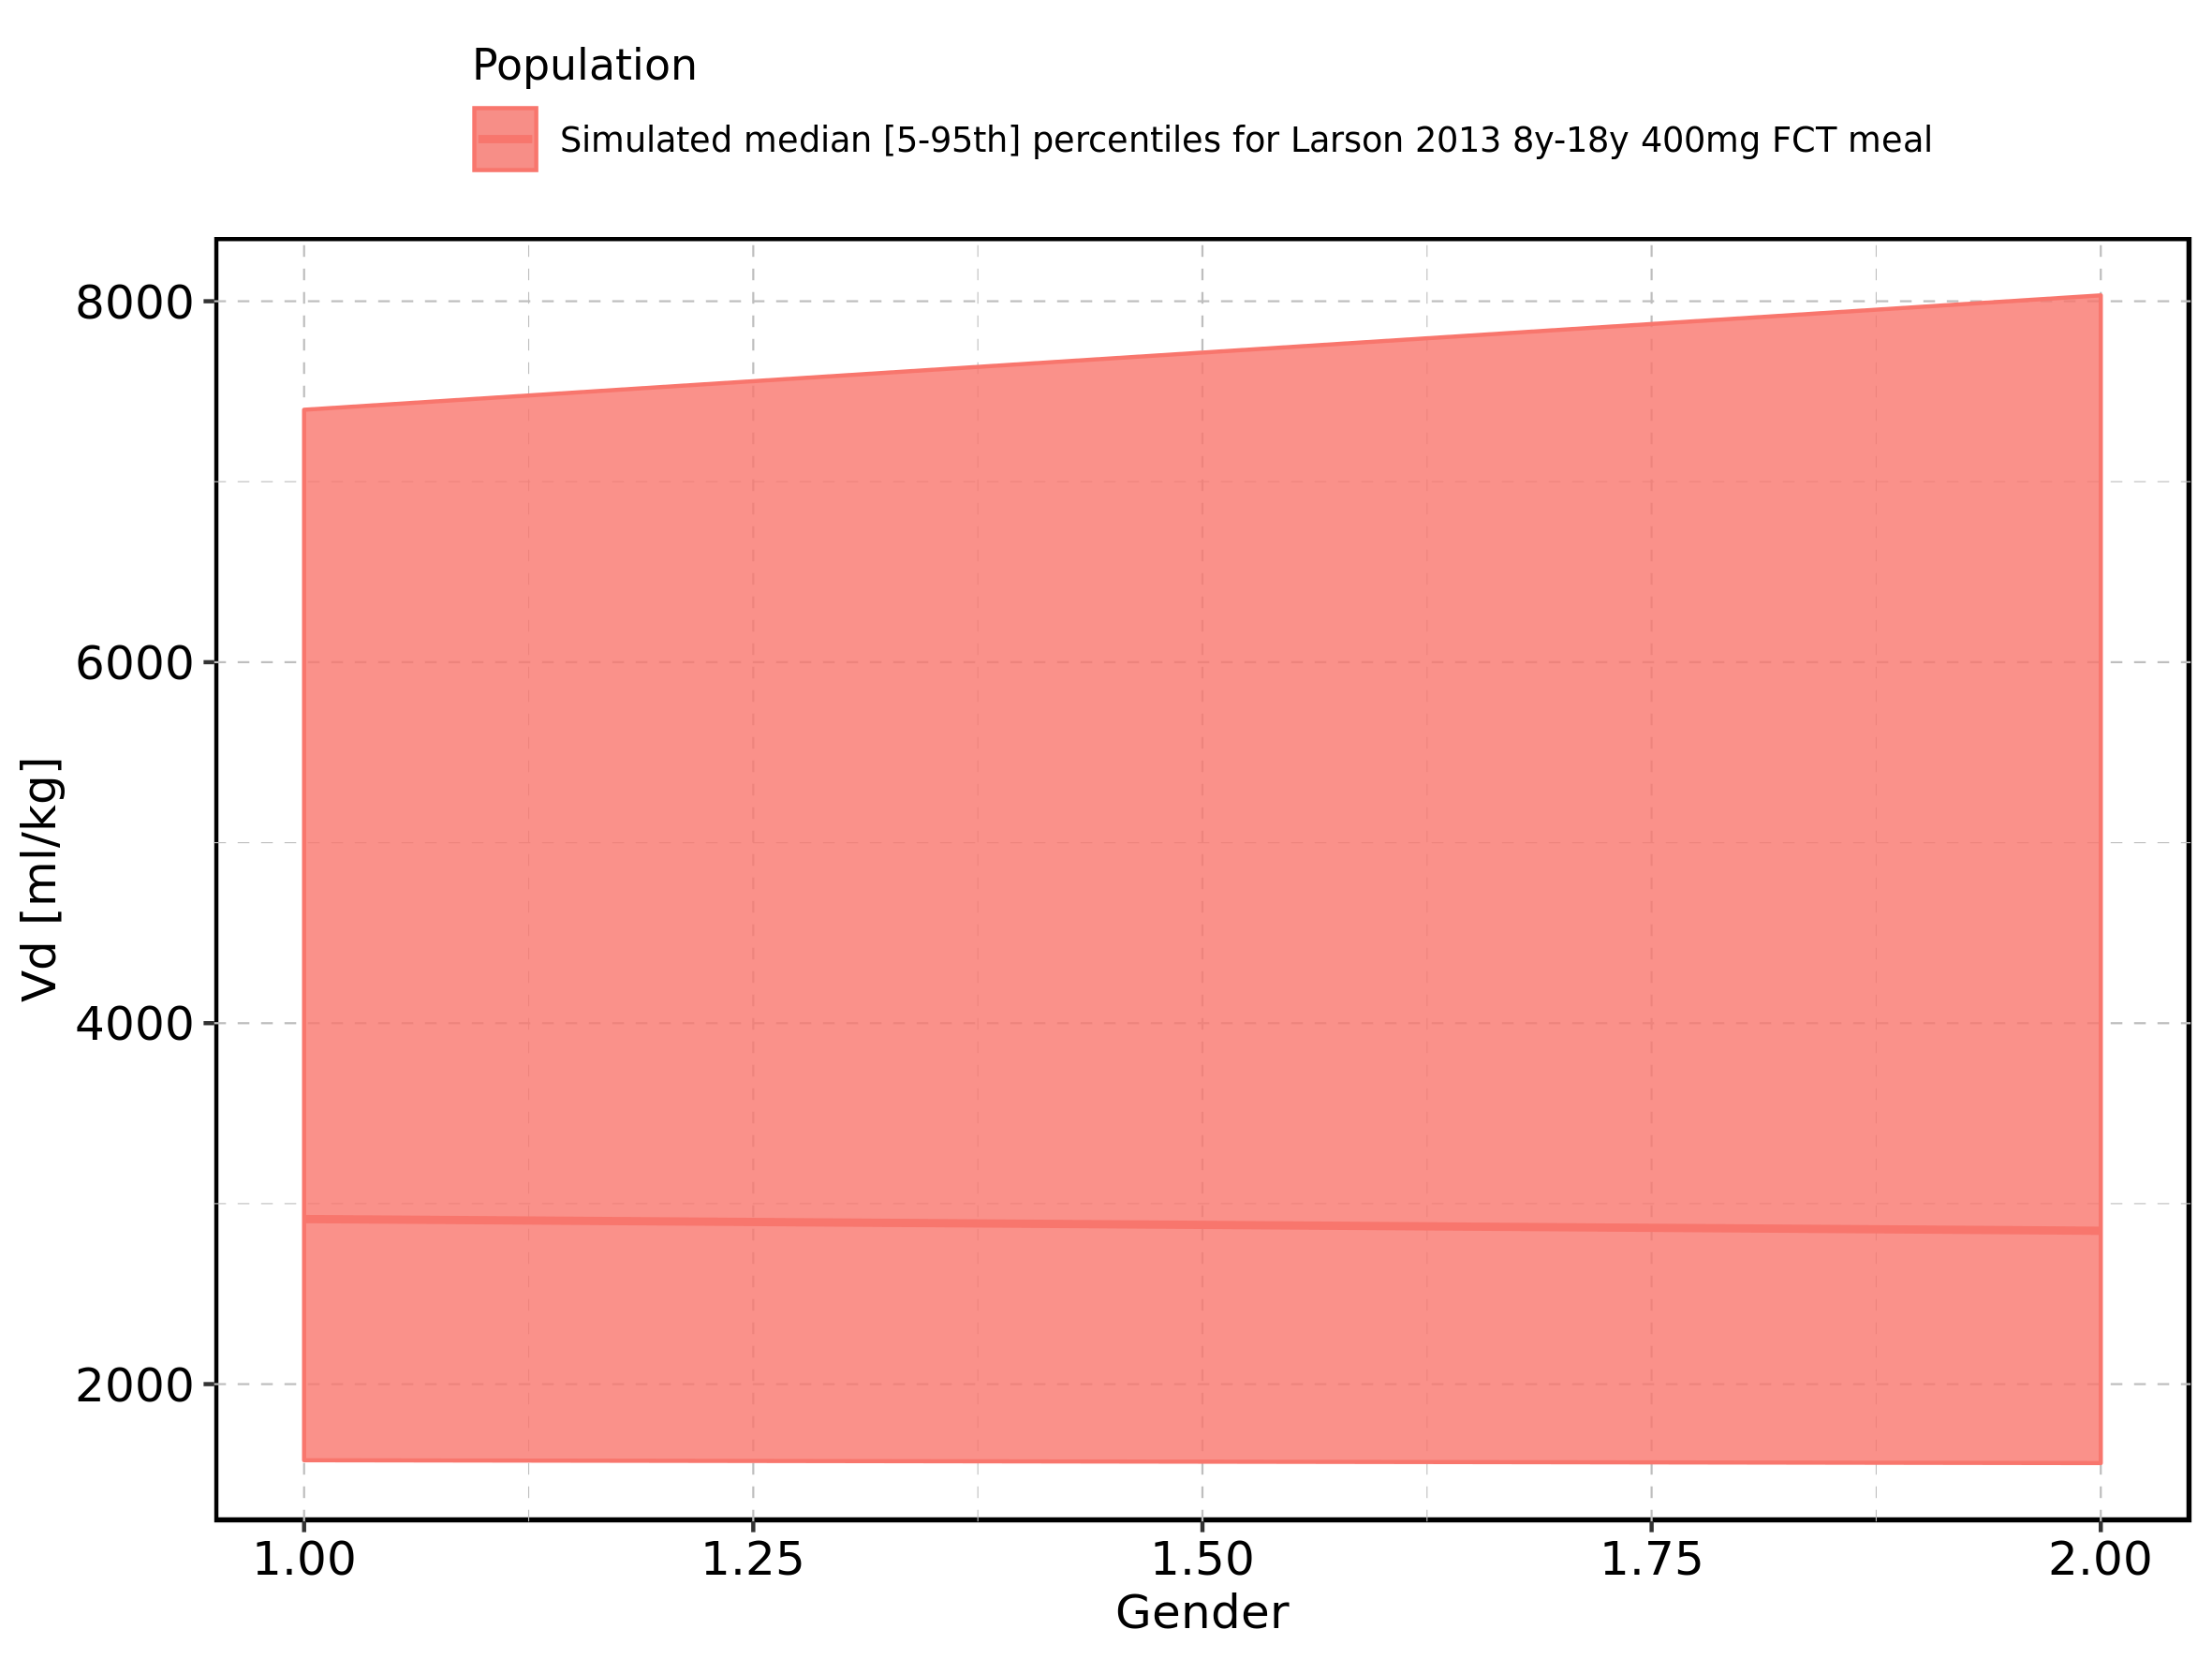 Population
Simulated median [5-95th] percentiles for Larson 2013 8y-18y 400mg FCT meal
8000
6000
4000
2000
Vd [ml/kg]
1.00 1.25 1.50 1.75 2.00
Gender